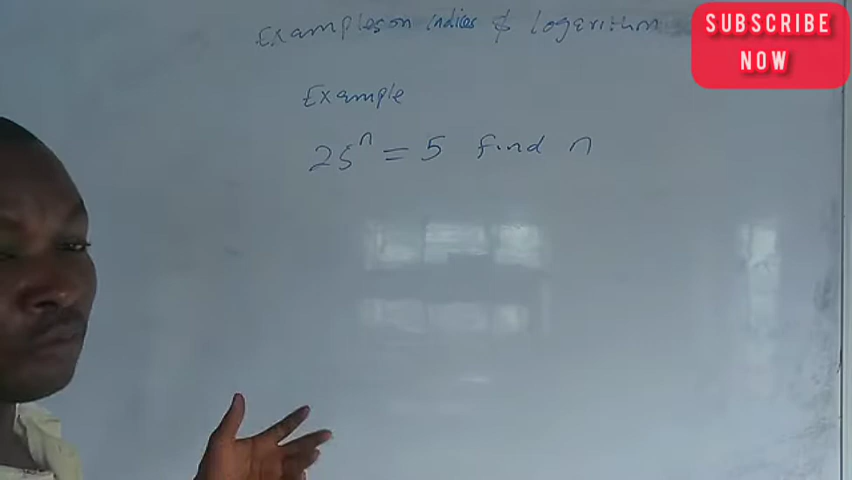 Examples on indices & logarithm
SUBSCRIBE
NOW
Example
25ⁿ = 5 find n